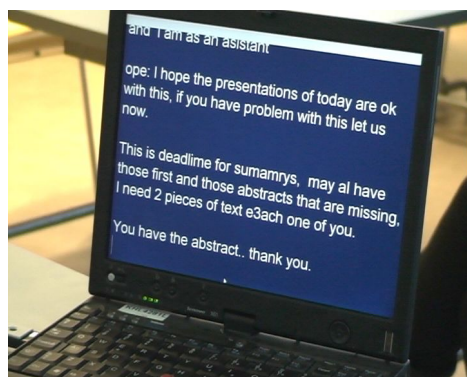 and I am as an asistant
ope: I hope the presentations of today are ok
with this, if you have problem with this let us
now.
This is deadlime for sumamrys, may al have
those first and those abstracts that are missing,
I need 2 pieces of text e3ach one of you.
You have the abstract.. thank you.